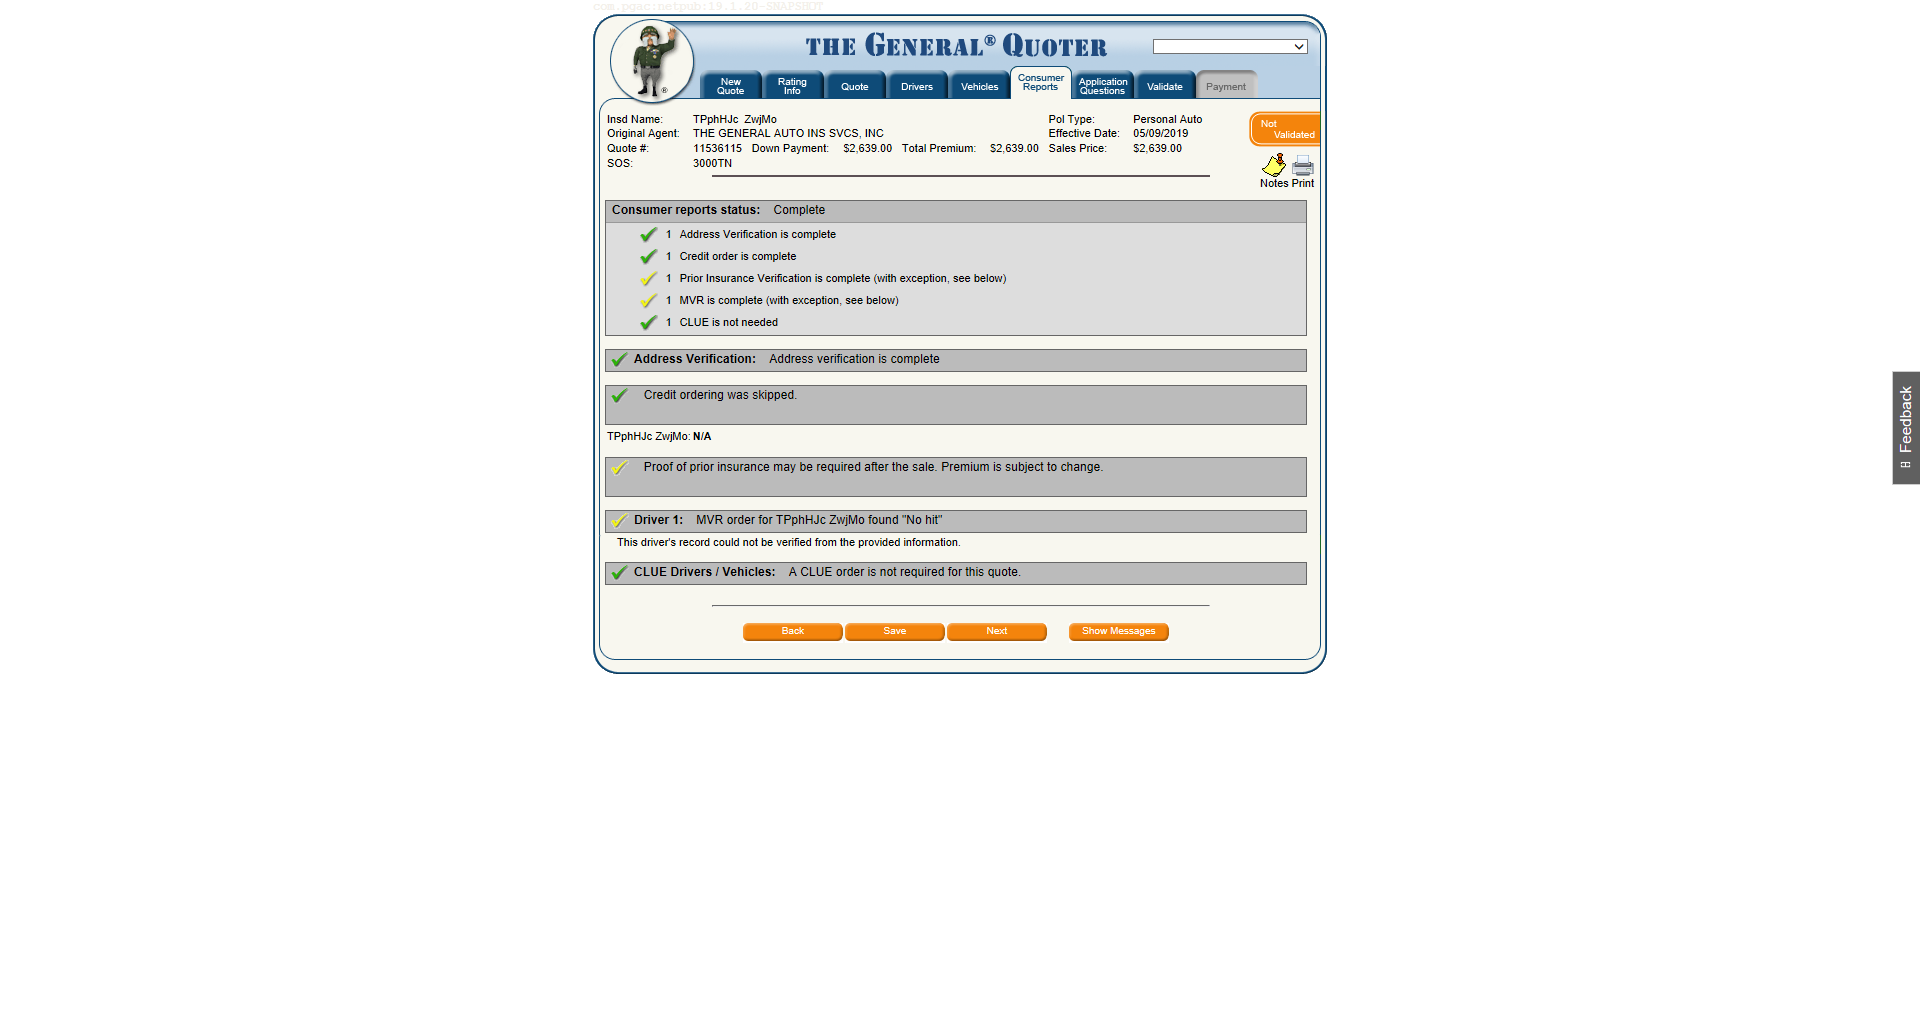 com.pgac:netpub:19.1.20-SNAPSHOT
THE GENERAL® QUOTER
New Quote
Rating Info
Quote
Drivers
Vehicles
Consumer Reports
Application Questions
Validate
Payment
®
Insd Name: TPphHJc ZwjMo Pol Type: Personal Auto
Original Agent: THE GENERAL AUTO INS SVCS, INC Effective Date: 05/09/2019
Quote #: 11536115 Down Payment: $2,639.00 Total Premium: $2,639.00 Sales Price: $2,639.00
SOS: 3000TN
Not Validated
Notes Print
Consumer reports status: Complete
1 Address Verification is complete
1 Credit order is complete
1 Prior Insurance Verification is complete (with exception, see below)
1 MVR is complete (with exception, see below)
1 CLUE is not needed
Address Verification: Address verification is complete
Credit ordering was skipped.
TPphHJc ZwjMo: N/A
Proof of prior insurance may be required after the sale. Premium is subject to change.
Driver 1: MVR order for TPphHJc ZwjMo found "No hit"
This driver's record could not be verified from the provided information.
CLUE Drivers / Vehicles: A CLUE order is not required for this quote.
Back Save Next Show Messages
Feedback